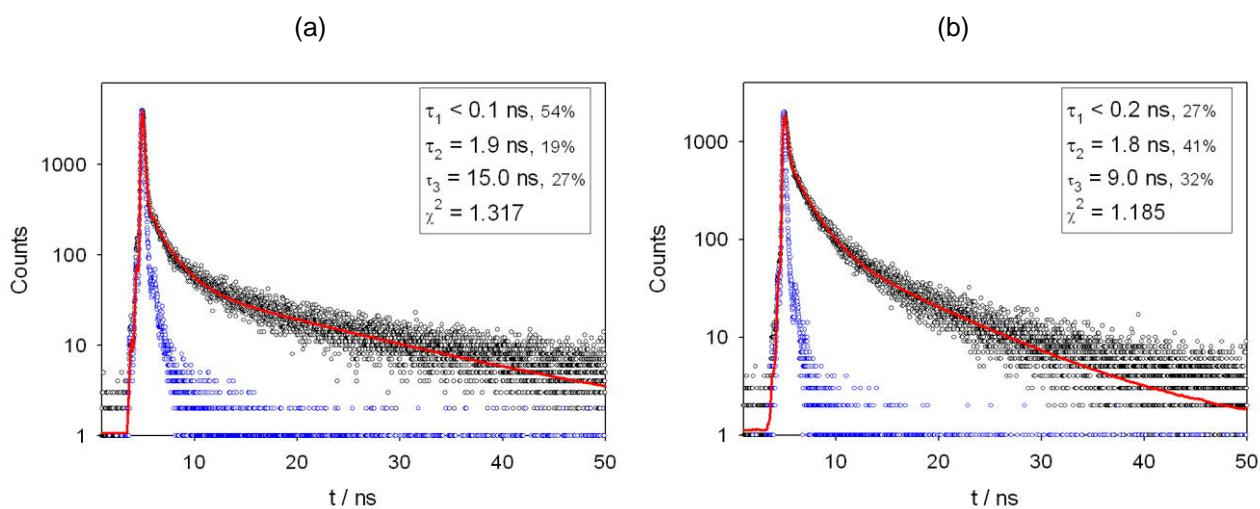 (a)
(b)
τ1 < 0.1 ns, 54%
τ2 = 1.9 ns, 19%
τ3 = 15.0 ns, 27%
χ2 = 1.317
Counts
1000
100
10
1
10 20 30 40 50
t / ns
τ1 < 0.2 ns, 27%
τ2 = 1.8 ns, 41%
τ3 = 9.0 ns, 32%
χ2 = 1.185
Counts
1000
100
10
1
10 20 30 40 50
t / ns